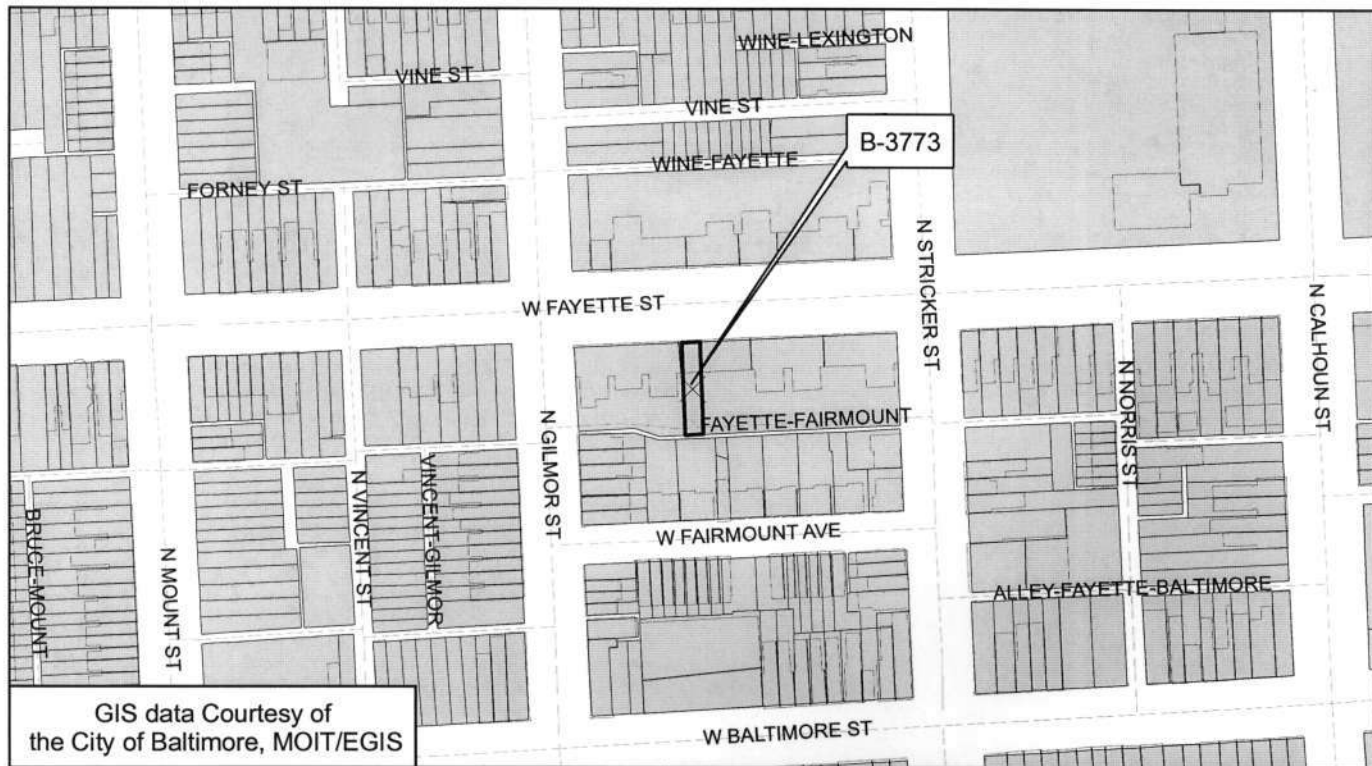 WINE-LEXINGTON
VINE ST
VINE ST
B-3773
WINE-FAYETTE
FORNEY ST
N STRICKER ST
W FAYETTE ST
N CALHOUN ST
N NORRIS ST
FAYETTE-FAIRMOUNT
N GILMOR ST
VINCENT-GILMOR
N VINCENT ST
BRUCE-MOUNT
N MOUNT ST
W FAIRMOUNT AVE
ALLEY-FAYETTE-BALTIMORE
GIS data Courtesy of
the City of Baltimore, MOIT/EGIS
W BALTIMORE ST